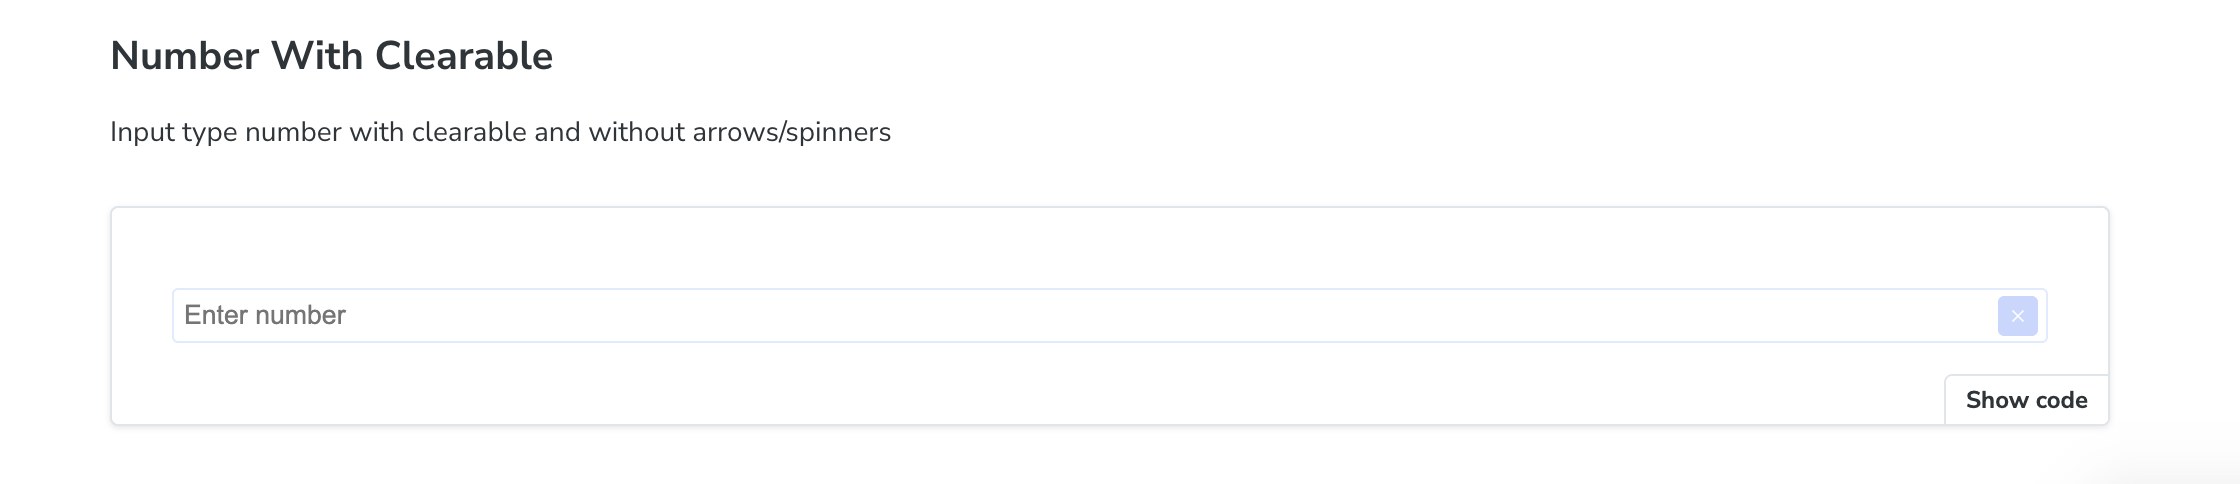 Number With Clearable
Input type number with clearable and without arrows/spinners
Enter number
Show code